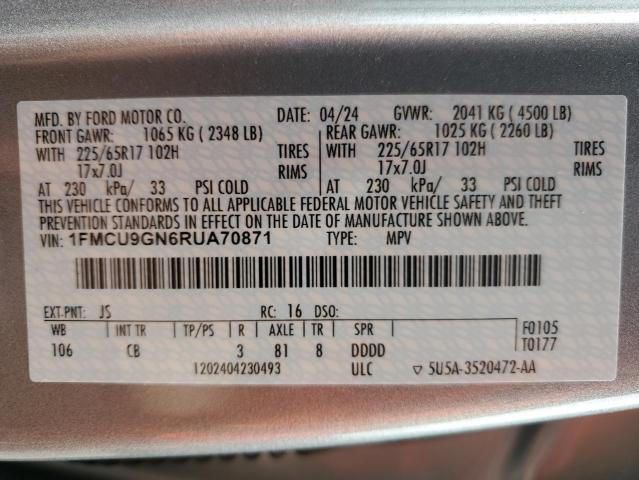 MFD. BY FORD MOTOR CO. DATE: 04/24 GVWR: 2041 KG ( 4500 LB)
FRONT GAWR: 1065 KG ( 2348 LB) REAR GAWR: 1025 KG ( 2260 LB)
WITH 225/65R17 102H TIRES WITH 225/65R17 102H TIRES
17x7.0J RIMS 17x7.0J RIMS
AT 230 kPa/ 33 PSI COLD AT 230 kPa/ 33 PSI COLD
THIS VEHICLE CONFORMS TO ALL APPLICABLE FEDERAL MOTOR VEHICLE SAFETY AND THEFT
PREVENTION STANDARDS IN EFFECT ON THE DATE OF MANUFACTURE SHOWN ABOVE.
VIN: 1FMCU9GN6RUA70871 TYPE: MPV
EXT PNT: JS RC: 16 DSO:
WB INT TR TP/PS R AXLE TR SPR F0105
106 CB 3 81 8 DDDD T0177
1202404230493 ULC ▽ 5U5A-3520472-AA